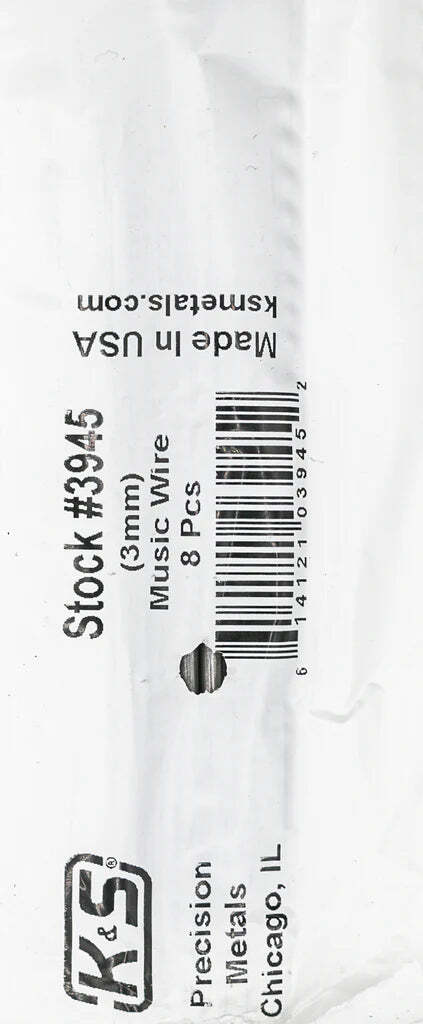 K&S®
Precision
Metals
Chicago, IL
Stock #3945
(3mm)
Music Wire
8 Pcs
6 14121 03945 2
Made In USA
ksmetals.com